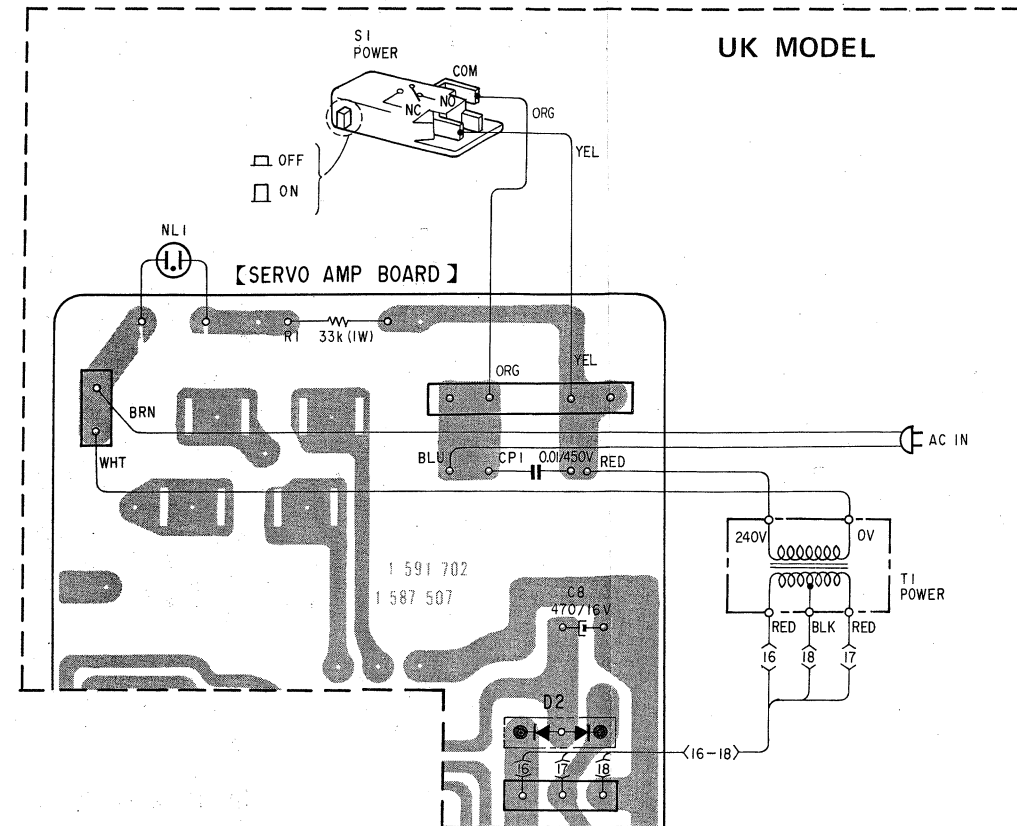 UK MODEL
S1
POWER
COM
NO
NC
ORG
YEL
OFF
ON
NL1
【SERVO AMP BOARD】
R1 33k (1W)
YEL
ORG
BRN
AC IN
BLU CP1 0.01/450V RED
WHT
240V 0V
T1
POWER
1 591 702
1 587 507
C8
470/16V
RED BLK RED
16 18 17
D2
16-18
16 17 18